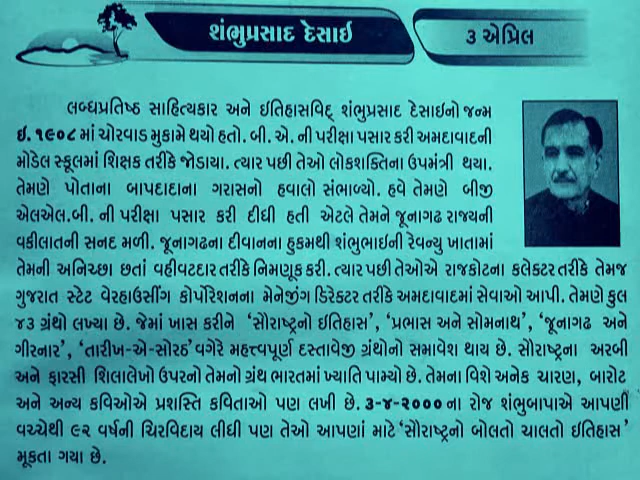 શંભુપ્રસાદ દેસાઇ
૩ એપ્રિલ
લબ્ધપ્રતિષ્ઠ સાહિત્યકાર અને ઇતિહાસવિદ્ શંભુપ્રસાદ દેસાઇનો જન્મ
ઇ. ૧૯૦૮ માં ચોરવાડ મુકામે થયો હતો. બી. એ. ની પરીક્ષા પસાર કરી અમદાવાદની
મોડેલ સ્કૂલમાં શિક્ષક તરીકે જોડાયા. ત્યાર પછી તેઓ લોકશક્તિના ઉપમંત્રી થયા.
તેમણે પોતાના બાપદાદાના ગરાસનો હવાલો સંભાળ્યો. હવે તેમણે બીજી
એલએલ.બી. ની પરીક્ષા પસાર કરી દીધી હતી એટલે તેમને જૂનાગઢ રાજ્યની
વકીલાતની સનદ મળી. જૂનાગઢના દીવાનના હુકમથી શંભુભાઈની રેવન્યુ ખાતામાં
તેમની અનિચ્છા છતાં વહીવટદાર તરીકે નિમણૂક કરી. ત્યાર પછી તેઓએ રાજકોટના કલેક્ટર તરીકે તેમજ
ગુજરાત સ્ટેટ વેરહાઉસીંગ કોર્પોરેશનના મેનેજીંગ ડિરેક્ટર તરીકે અમદાવાદમાં સેવાઓ આપી. તેમણે કુલ
૪૩ ગ્રંથો લખ્યા છે. જેમાં ખાસ કરીને ‘સૌરાષ્ટ્રનો ઇતિહાસ’, ‘પ્રભાસ અને સોમનાથ’, ‘જૂનાગઢ અને
ગીરનાર’, ‘તારીખ-એ-સોરઠ’ વગેરે મહત્ત્વપૂર્ણ દસ્તાવેજી ગ્રંથોનો સમાવેશ થાય છે. સૌરાષ્ટ્રના અરબી
અને ફારસી શિલાલેખો ઉપરનો તેમનો ગ્રંથ ભારતમાં ખ્યાતિ પામ્યો છે. તેમના વિશે અનેક ચારણ, બારોટ
અને અન્ય કવિઓએ પ્રશસ્તિ કવિતાઓ પણ લખી છે. ૩-૪-૨૦૦૦ ના રોજ શંભુબાપાએ આપણી
વચ્ચેથી ૯૨ વર્ષની ચિરવિદાય લીધી પણ તેઓ આપણાં માટે ‘સૌરાષ્ટ્રનો બોલતો ચાલતો ઇતિહાસ’
મૂકતા ગયા છે.